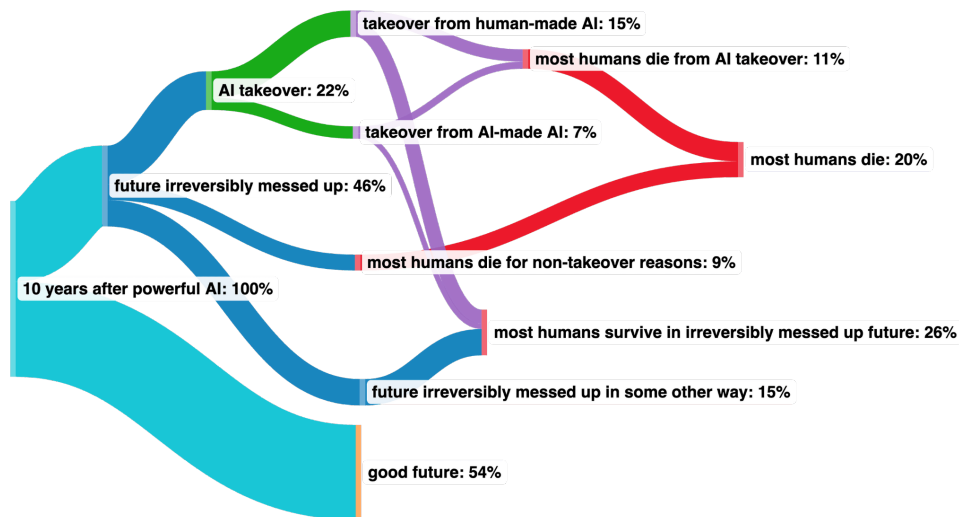 takeover from human-made AI: 15%
most humans die from AI takeover: 11%
AI takeover: 22%
takeover from AI-made AI: 7%
most humans die: 20%
future irreversibly messed up: 46%
most humans die for non-takeover reasons: 9%
10 years after powerful AI: 100%
most humans survive in irreversibly messed up future: 26%
future irreversibly messed up in some other way: 15%
good future: 54%